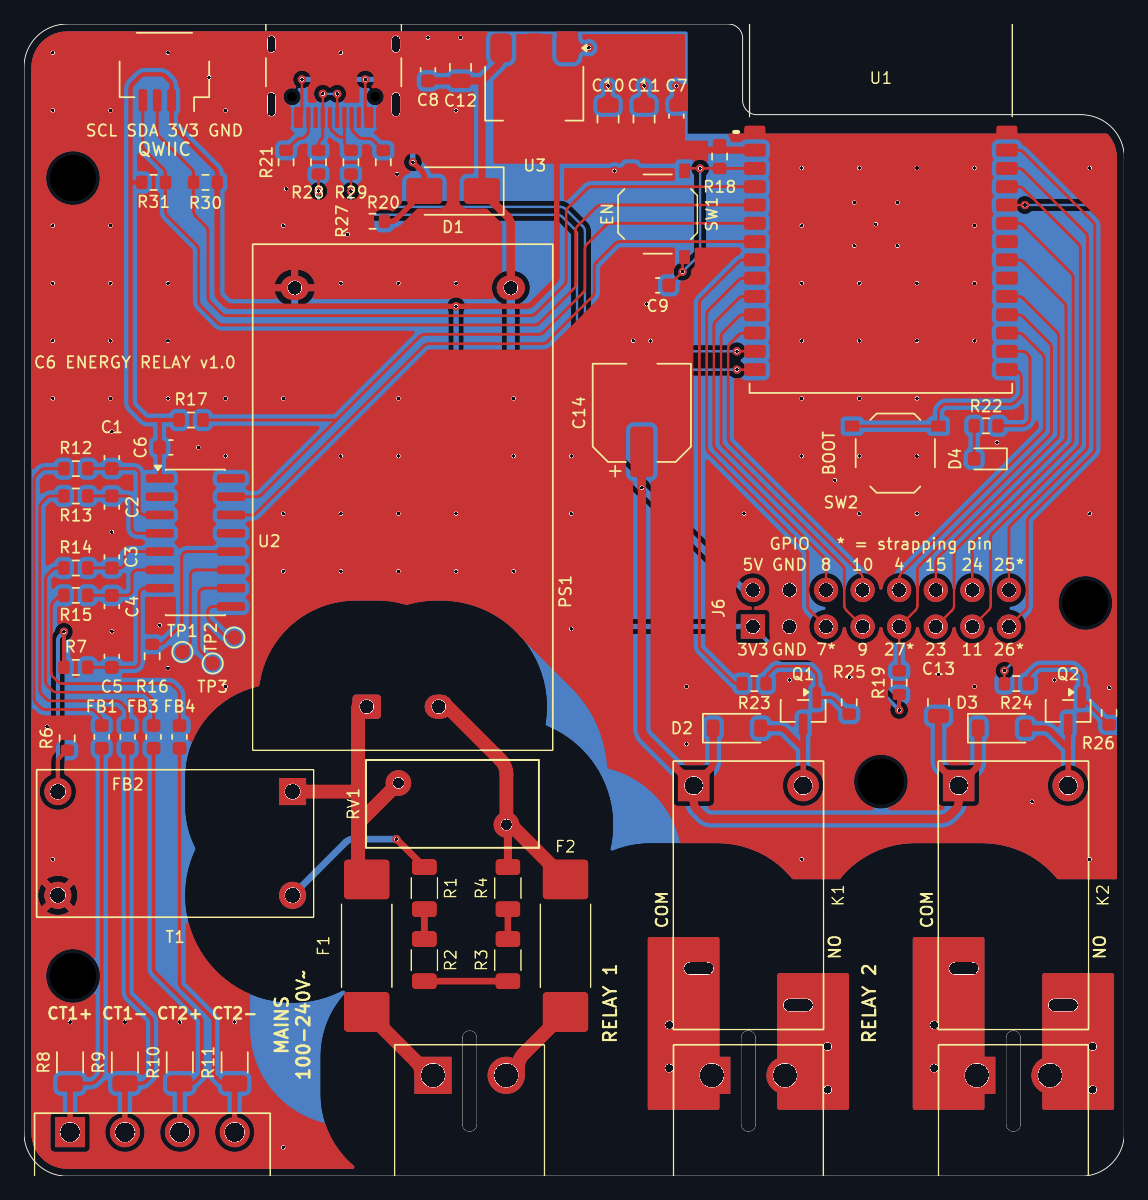 U1
C8
C12
C10
C11
C7
SCL SDA 3V3 GND
QWIIC
R21
U3
R18
R31
R30
R28
R29
R20
R27
D1
EN
SW1
C9
C6 ENERGY RELAY v1.0
R17
C14
+
R22
C1
C6
R12
BOOT
D4
R13
C2
SW2
U2
GPIO * = strapping pin
R14
C3
5V GND 8 10 4 15 24 25*
PS1
R15
C4
J6
TP1
TP2
R7
3V3 GND 7* 9 27* 23 11 26*
C5
R16
TP3
R25
R19
C13
Q1
Q2
FB1
FB3
FB4
R23
R24
R6
D2
D3
R26
FB2
RV1
F2
R1
R4
K1
K2
COM
COM
T1
F1
R2
R3
NO
NO
MAINS
100-240V~
RELAY 1
RELAY 2
CT1+ CT1- CT2+ CT2-
R8
R9
R10
R11